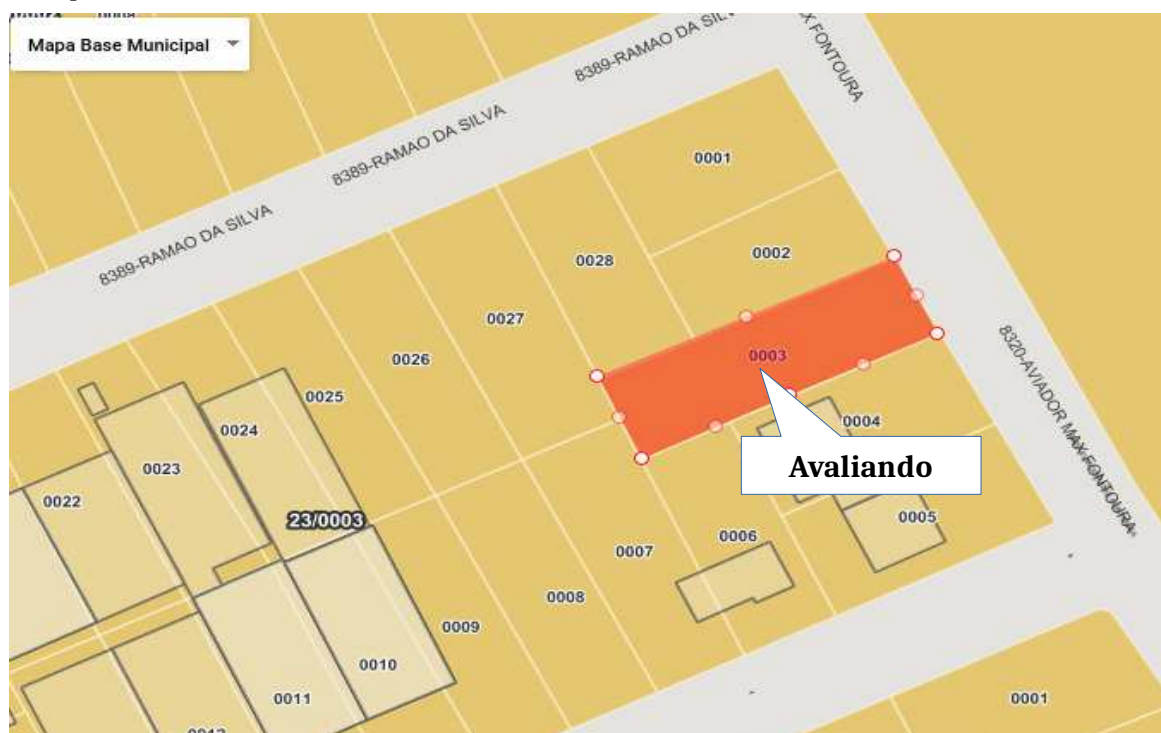 Mapa Base Municipal
8389-RAMAO DA SILVA
8389-RAMAO DA SILVA
8389-RAMAO DA
X FONTOURA
0001
0002
0028
0027
0003
0026
0025
0004
0024
0023
0022
Avaliando
23/0003
0005
0006
0007
0008
0009
0010
0011
0001
8320-AVIADOR MAX FONTOURA